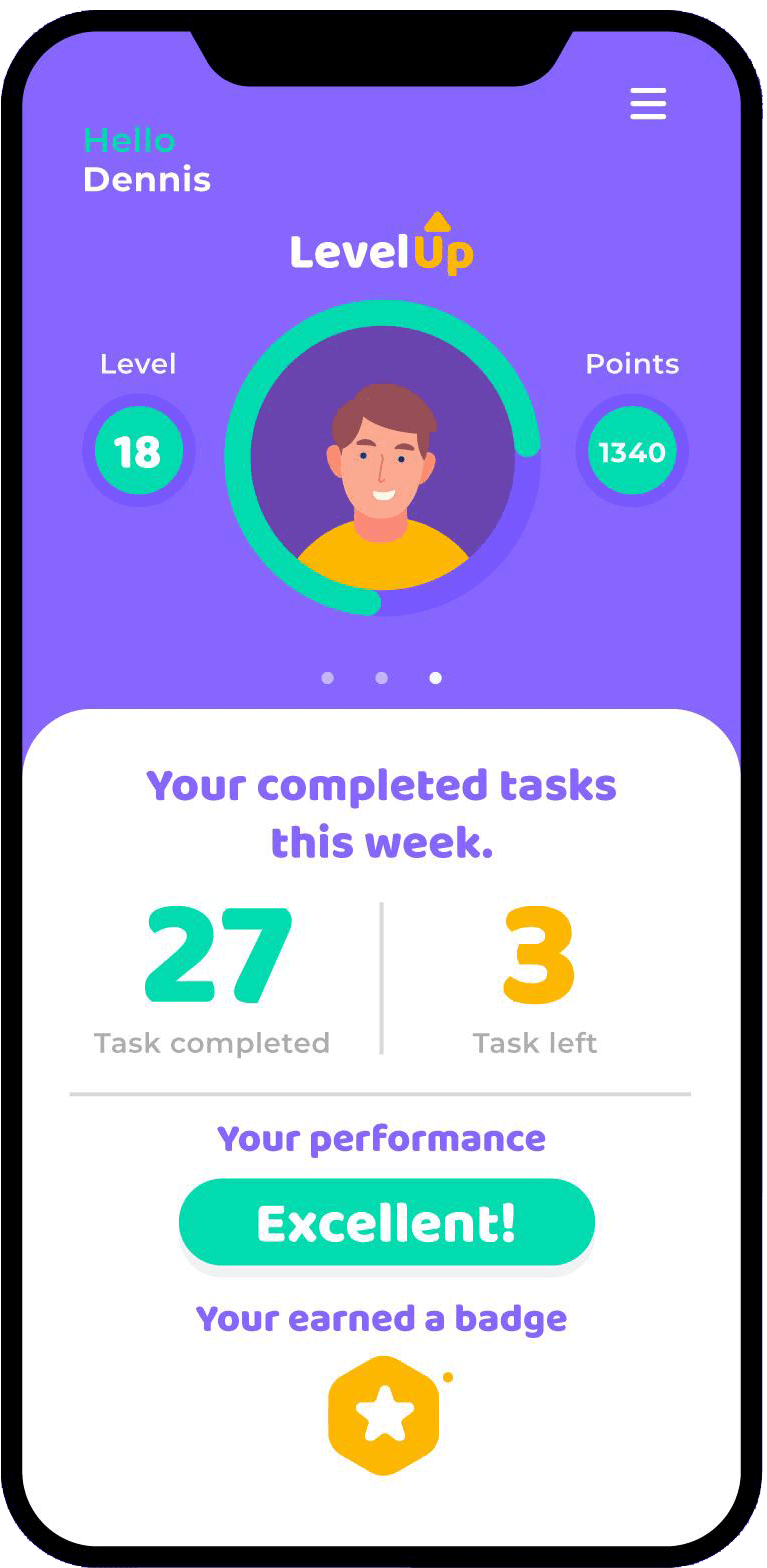 Hello
Dennis
LevelUp
Level
18
Points
1340
Your completed tasks
this week.
27
Task completed
3
Task left
Your performance
Excellent!
Your earned a badge